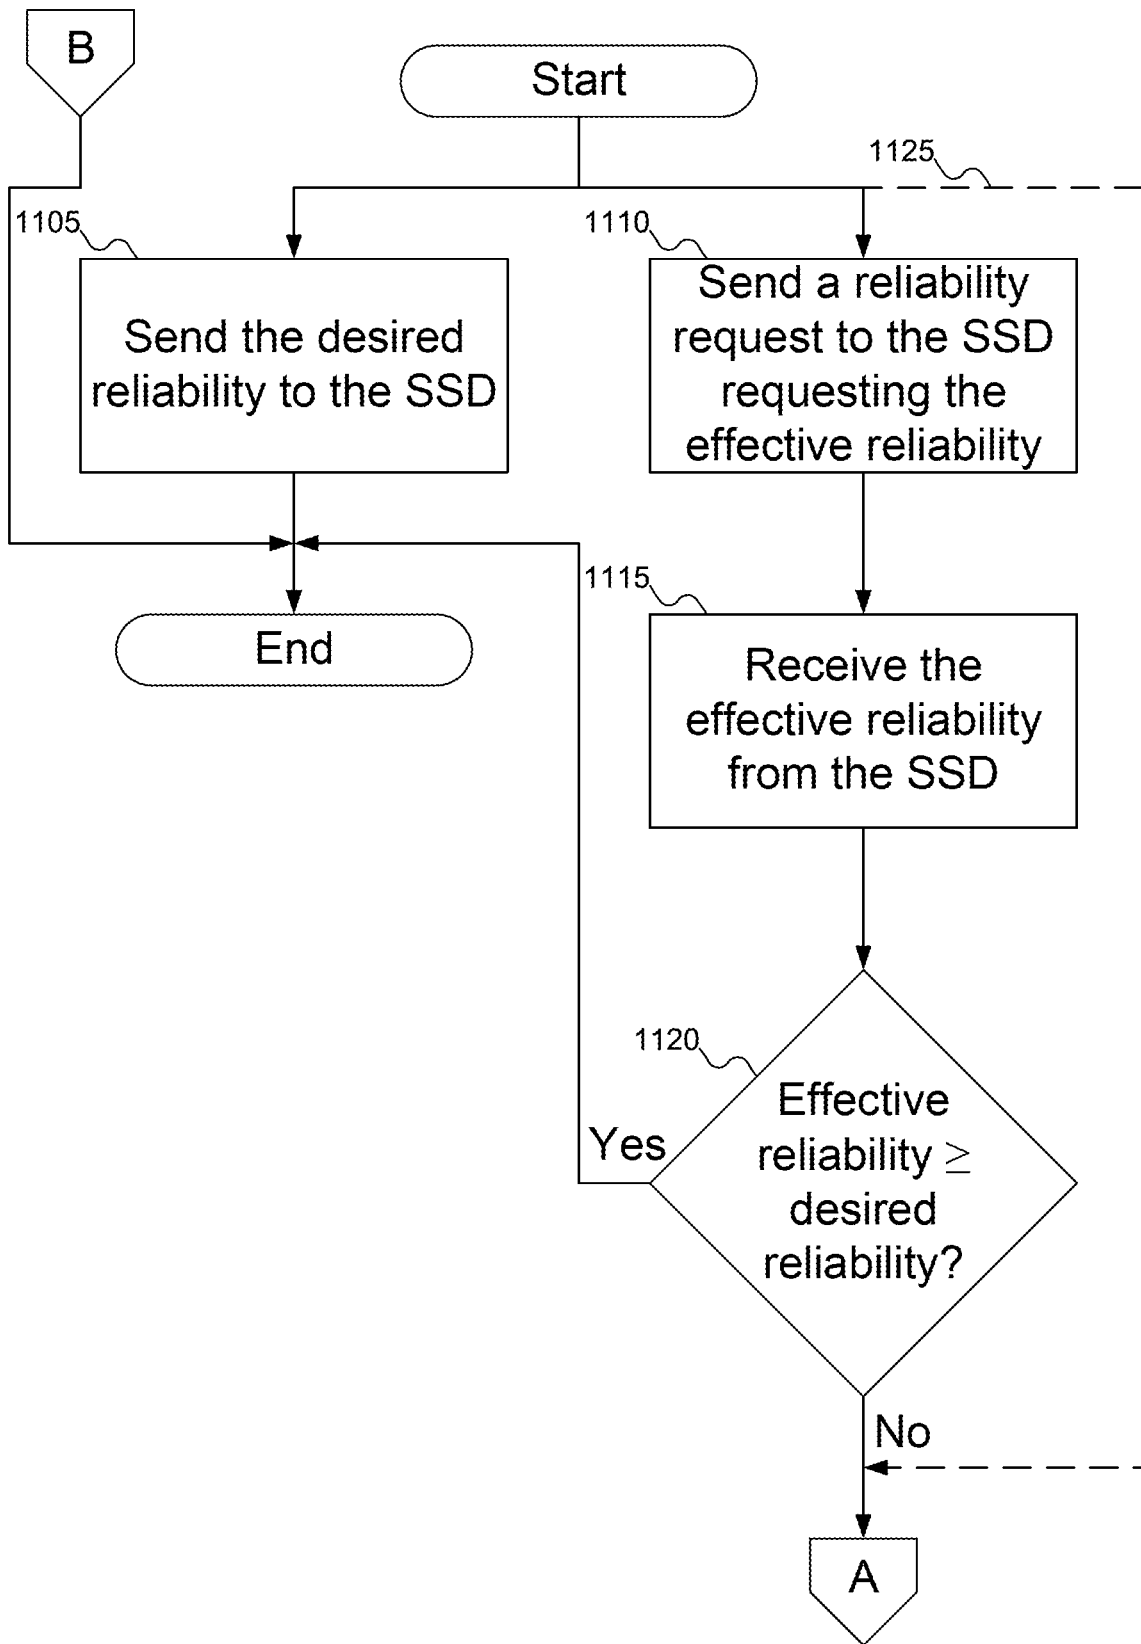 B
Start
1125
1105
1110
Send the desired
reliability to the SSD
Send a reliability
request to the SSD
requesting the
effective reliability
1115
End
Receive the
effective reliability
from the SSD
1120
Effective
reliability ≥
desired
reliability?
Yes
No
A